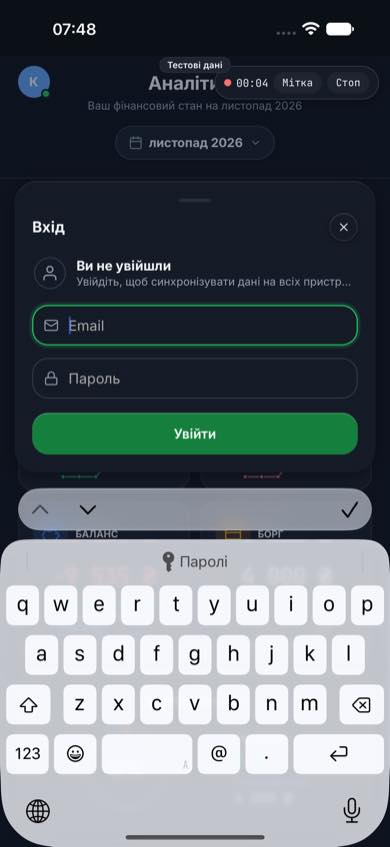 07:48
Тестові дані
К
Аналіти
00:04 Мітка Стоп
Ваш фінансовий стан на листопад 2026
листопад 2026
Вхід
Ви не увійшли
Увійдіть, щоб синхронізувати дані на всіх пристр...
Email
Пароль
Увійти
БАЛАНС
БОРГ
Паролі
q w e r t y u i o p
a s d f g h j k l
z x c v b n m
123 @ .
A